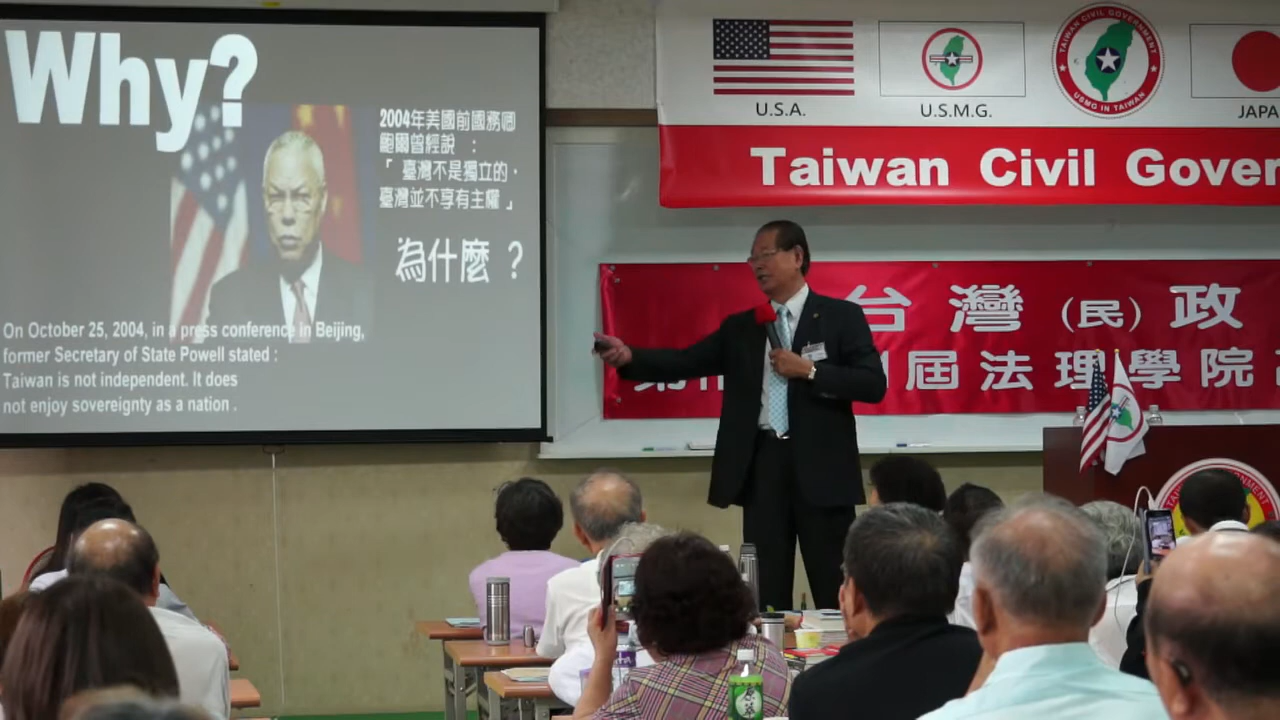 Why?
2004年美國前國務卿
鮑爾曾經說 ：
「 臺灣不是獨立的，
臺灣並不享有主權 」
為什麼 ？
On October 25, 2004, in a press conference in Beijing,
former Secretary of State Powell stated :
Taiwan is not independent. It does
not enjoy sovereignty as a nation .
U.S.A.
U.S.M.G.
TAIWAN CIVIL GOVERNMENT
USMG IN TAIWAN
JAPA
Taiwan Civil Gover
台灣（民）政
屆法理學院